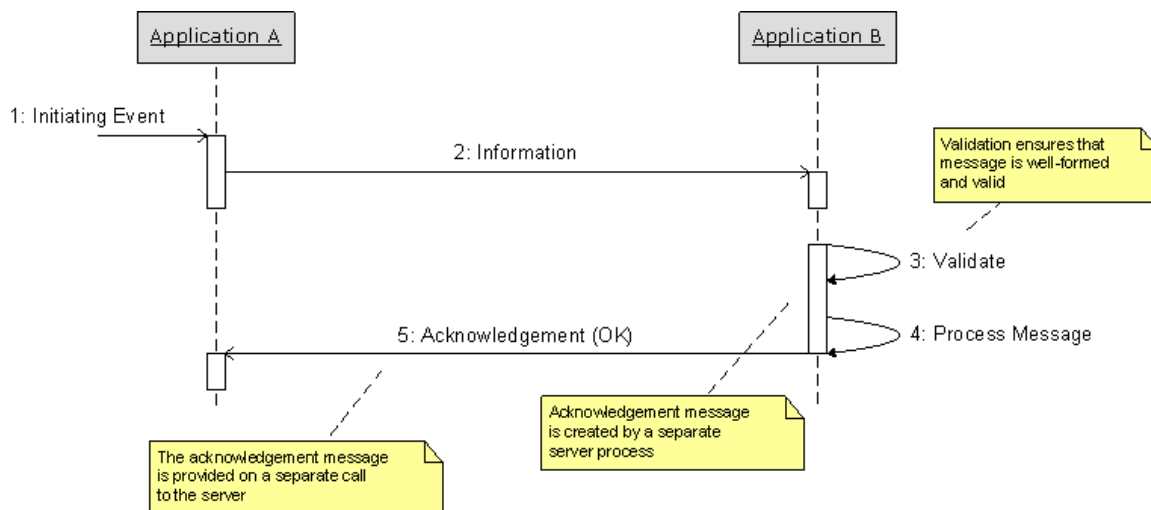 Application A
Application B
1: Initiating Event
2: Information
Validation ensures that
message is well-formed
and valid
3: Validate
4: Process Message
5: Acknowledgement (OK)
Acknowledgement message
is created by a separate
server process
The acknowledgement message
is provided on a separate call
to the server